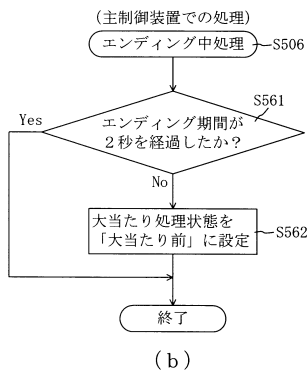 (主制御装置での処理)
エンディング中処理
S506
S561
エンディング期間が
2秒を経過したか?
Yes
No
大当たり処理状態を
「大当たり前」に設定
S562
終了
(b)